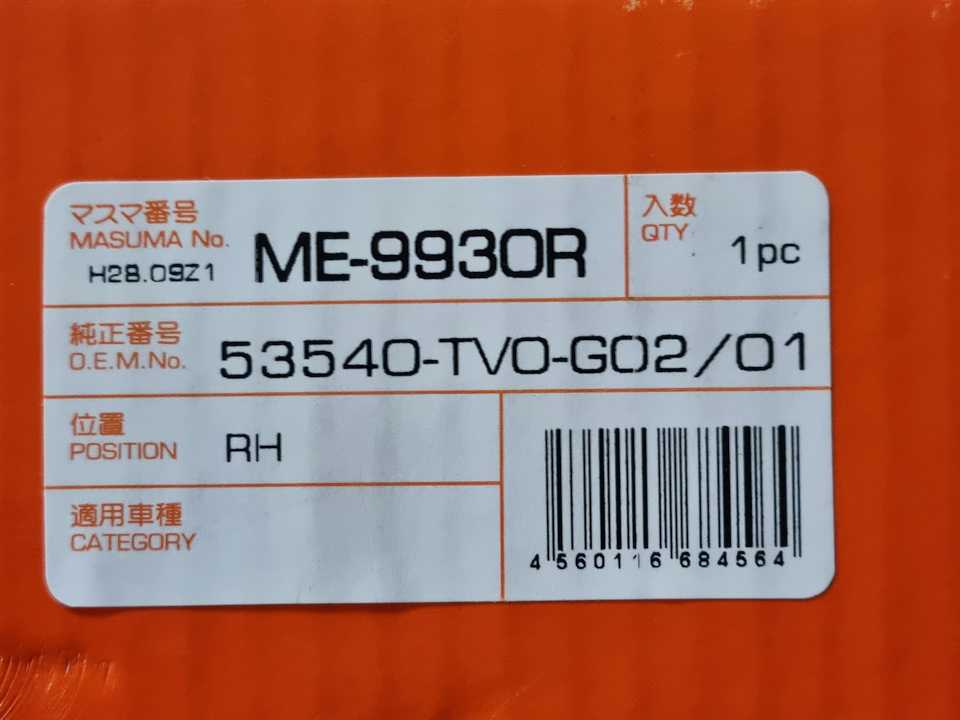 マスマ番号
MASUMA No.
H28.09Z1
ME-9930R
入数
QTY
1pc
純正番号
O.E.M.No.
53540-TV0-G02/01
位置
POSITION
RH
適用車種
CATEGORY
4 560116 684564